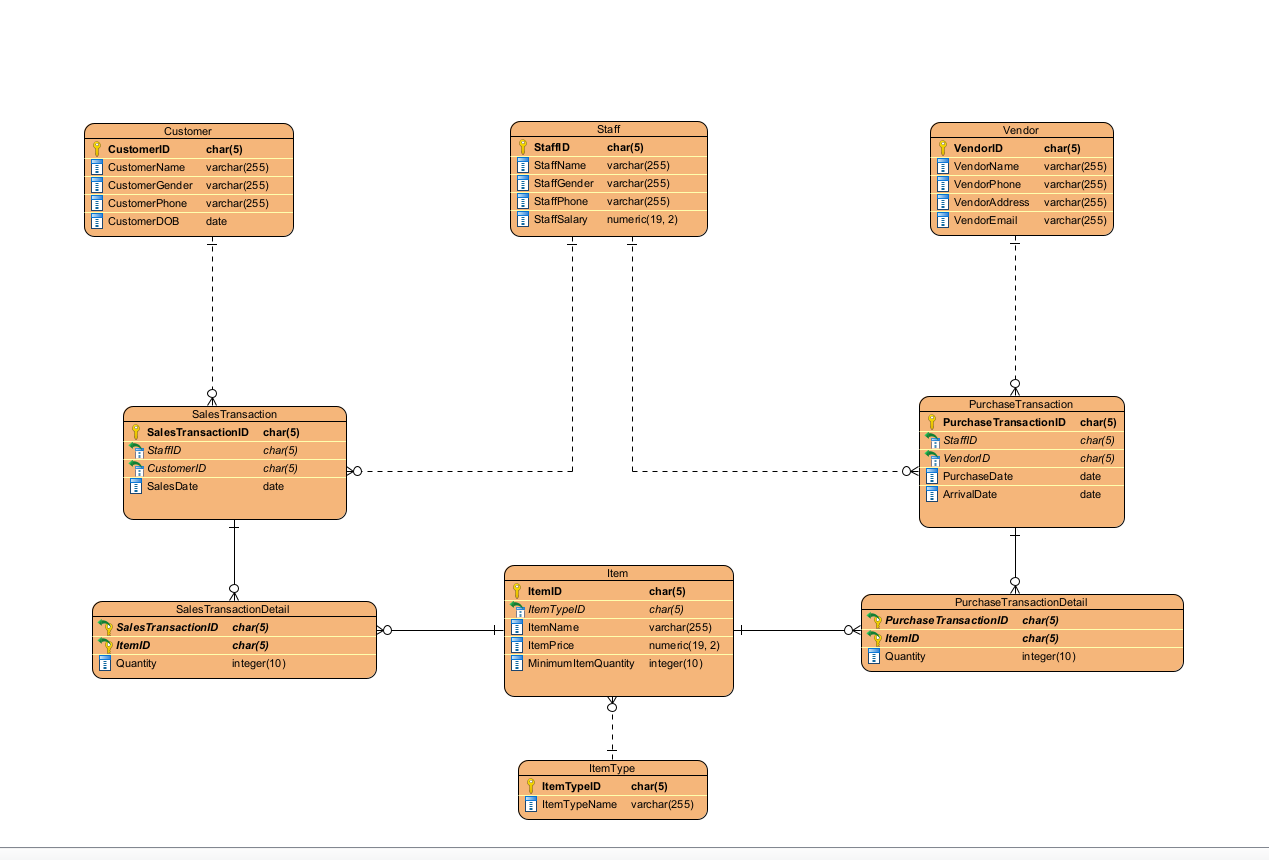 Customer
CustomerID char(5)
CustomerName varchar(255)
CustomerGender varchar(255)
CustomerPhone varchar(255)
CustomerDOB date
Staff
StaffID char(5)
StaffName varchar(255)
StaffGender varchar(255)
StaffPhone varchar(255)
StaffSalary numeric(19, 2)
Vendor
VendorID char(5)
VendorName varchar(255)
VendorPhone varchar(255)
VendorAddress varchar(255)
VendorEmail varchar(255)
SalesTransaction
SalesTransactionID char(5)
StaffID char(5)
CustomerID char(5)
SalesDate date
PurchaseTransaction
PurchaseTransactionID char(5)
StaffID char(5)
VendorID char(5)
PurchaseDate date
ArrivalDate date
SalesTransactionDetail
SalesTransactionID char(5)
ItemID char(5)
Quantity integer(10)
Item
ItemID char(5)
ItemTypeID char(5)
ItemName varchar(255)
ItemPrice numeric(19, 2)
MinimumItemQuantity integer(10)
PurchaseTransactionDetail
PurchaseTransactionID char(5)
ItemID char(5)
Quantity integer(10)
ItemType
ItemTypeID char(5)
ItemTypeName varchar(255)